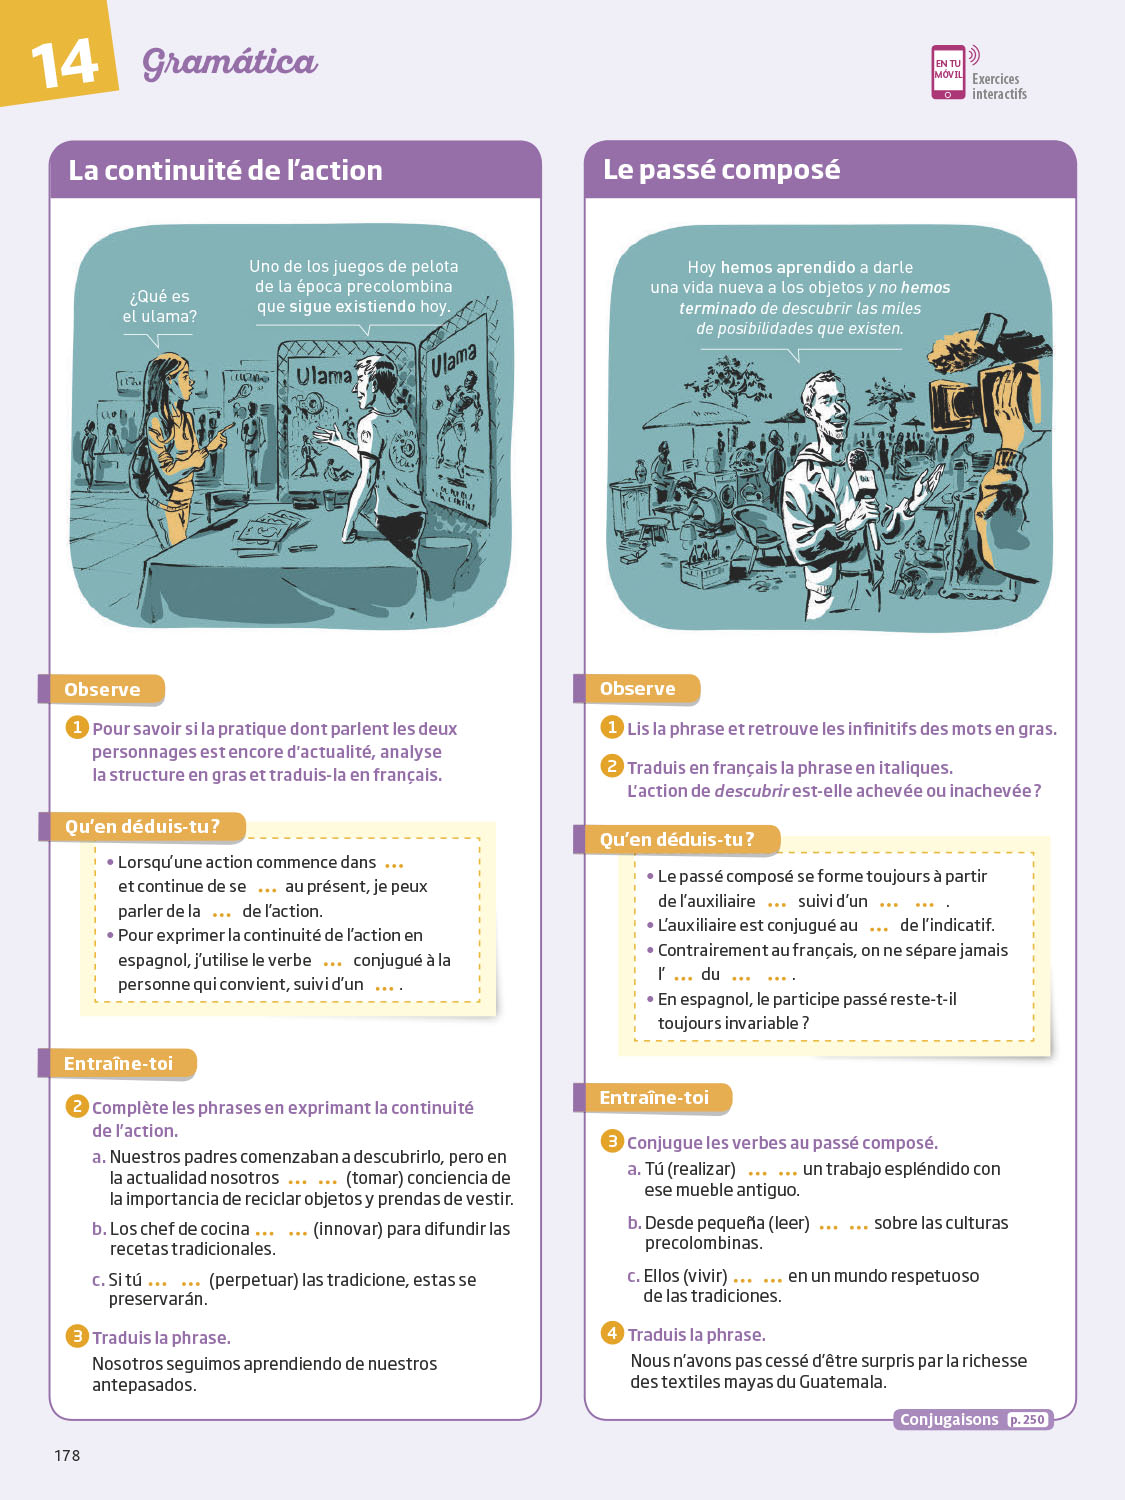 14
Gramática
EN TU
MÓVIL
Exercices
interactifs
La continuité de l'action
¿Qué es
el ulama?
Uno de los juegos de pelota
de la época precolombina
que sigue existiendo hoy.
Ulama
Ulama
Observe
1 Pour savoir si la pratique dont parlent les deux
personnages est encore d'actualité, analyse
la structure en gras et traduis-la en français.
Qu'en déduis-tu ?
• Lorsqu'une action commence dans ...
et continue de se ... au présent, je peux
parler de la ... de l'action.
• Pour exprimer la continuité de l'action en
espagnol, j'utilise le verbe ... conjugué à la
personne qui convient, suivi d'un ... .
Entraîne-toi
2 Complète les phrases en exprimant la continuité
de l'action.
a. Nuestros padres comenzaban a descubrirlo, pero en
la actualidad nosotros ... ... (tomar) conciencia de
la importancia de reciclar objetos y prendas de vestir.
b. Los chef de cocina ... ... (innovar) para difundir las
recetas tradicionales.
c. Si tú ... ... (perpetuar) las tradicione, estas se
preservarán.
3 Traduis la phrase.
Nosotros seguimos aprendiendo de nuestros
antepasados.
Le passé composé
Hoy hemos aprendido a darle
una vida nueva a los objetos y no hemos
terminado de descubrir las miles
de posibilidades que existen.
Observe
1 Lis la phrase et retrouve les infinitifs des mots en gras.
2 Traduis en français la phrase en italiques.
L'action de descubrir est-elle achevée ou inachevée ?
Qu'en déduis-tu ?
• Le passé composé se forme toujours à partir
de l'auxiliaire ... suivi d'un ... ... .
• L'auxiliaire est conjugué au ... de l'indicatif.
• Contrairement au français, on ne sépare jamais
l' ... du ... ... .
• En espagnol, le participe passé reste-t-il
toujours invariable ?
Entraîne-toi
3 Conjugue les verbes au passé composé.
a. Tú (realizar) ... ... un trabajo espléndido con
ese mueble antiguo.
b. Desde pequeña (leer) ... ... sobre las culturas
precolombinas.
c. Ellos (vivir) ... ... en un mundo respetuoso
de las tradiciones.
4 Traduis la phrase.
Nous n'avons pas cessé d'être surpris par la richesse
des textiles mayas du Guatemala.
Conjugaisons p. 250
178